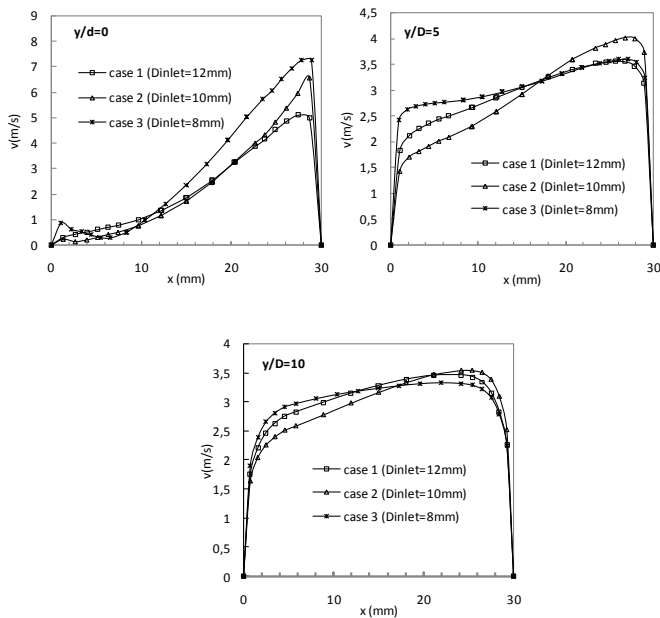 y/d=0
9
8
7
6
5
4
3
2
1
0
v(m/s)
case 1 (Dinlet=12mm)
case 2 (Dinlet=10mm)
case 3 (Dinlet=8mm)
0
10
20
30
x (mm)
y/D=5
4,5
4
3,5
3
2,5
2
1,5
1
0,5
0
v(m/s)
case 1 (Dinlet=12mm)
case 2 (Dinlet=10mm)
case 3 (Dinlet=8mm)
0
10
20
30
x (mm)
y/D=10
4
3,5
3
2,5
2
1,5
1
0,5
0
v(m/s)
case 1 (Dinlet=12mm)
case 2 (Dinlet=10mm)
case 3 (Dinlet=8mm)
0
10
20
30
x (mm)